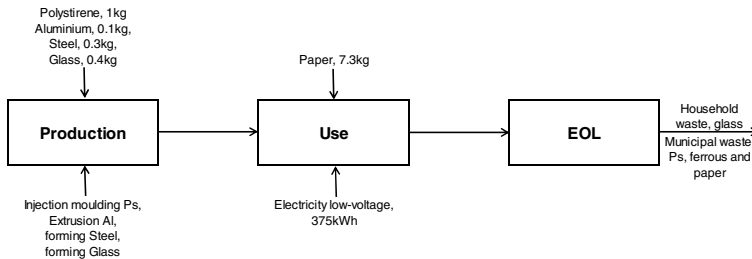 Polystirene, 1kg
Aluminium, 0.1kg,
Steel, 0.3kg,
Glass, 0.4kg
Paper, 7.3kg
Production
Use
EOL
Household
waste, glass
Municipal waste
Ps, ferrous and
paper
Injection moulding Ps,
Extrusion Al,
forming Steel,
forming Glass
Electricity low-voltage,
375kWh